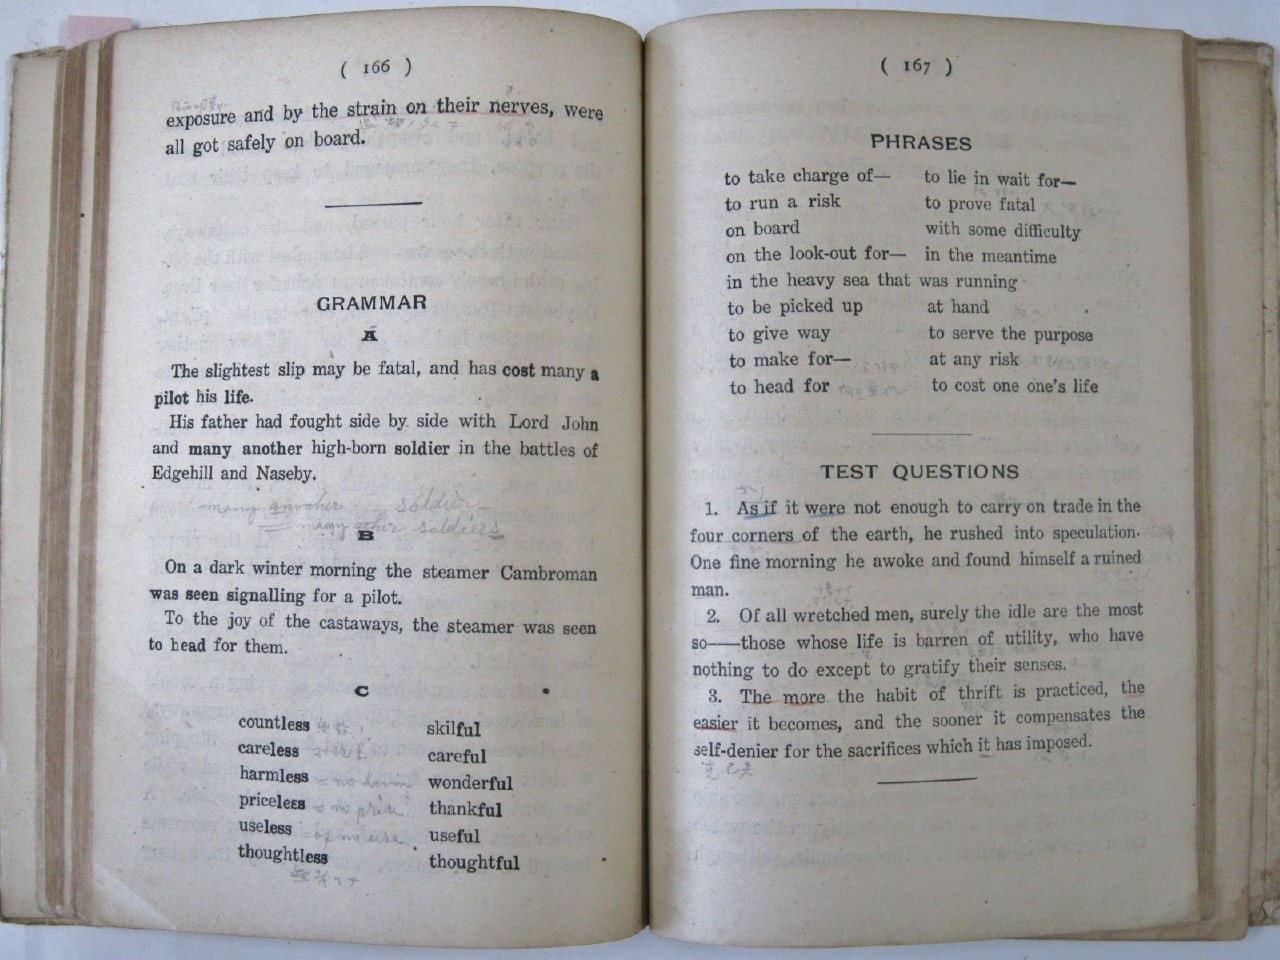 ( 166 )
exposure and by the strain on their nerves, were
all got safely on board.
GRAMMAR
A
The slightest slip may be fatal, and has cost many a
pilot his life.
His father had fought side by side with Lord John
and many another high-born soldier in the battles of
Edgehill and Naseby.
many another soldier
= many other soldiers
B
On a dark winter morning the steamer Cambroman
was seen signalling for a pilot.
To the joy of the castaways, the steamer was seen
to head for them.
C
countless skilful
careless careful
harmless = no harm wonderful
priceless = no price thankful
useless = of no use useful
thoughtless thoughtful
( 167 )
PHRASES
to take charge of— to lie in wait for—
to run a risk to prove fatal
on board with some difficulty
on the look-out for— in the meantime
in the heavy sea that was running
to be picked up at hand
to give way to serve the purpose
to make for— at any risk
to head for to cost one one's life
TEST QUESTIONS
1. As if it were not enough to carry on trade in the
four corners of the earth, he rushed into speculation.
One fine morning he awoke and found himself a ruined
man.
2. Of all wretched men, surely the idle are the most
so——those whose life is barren of utility, who have
nothing to do except to gratify their senses.
3. The more the habit of thrift is practiced, the
easier it becomes, and the sooner it compensates the
self-denier for the sacrifices which it has imposed.